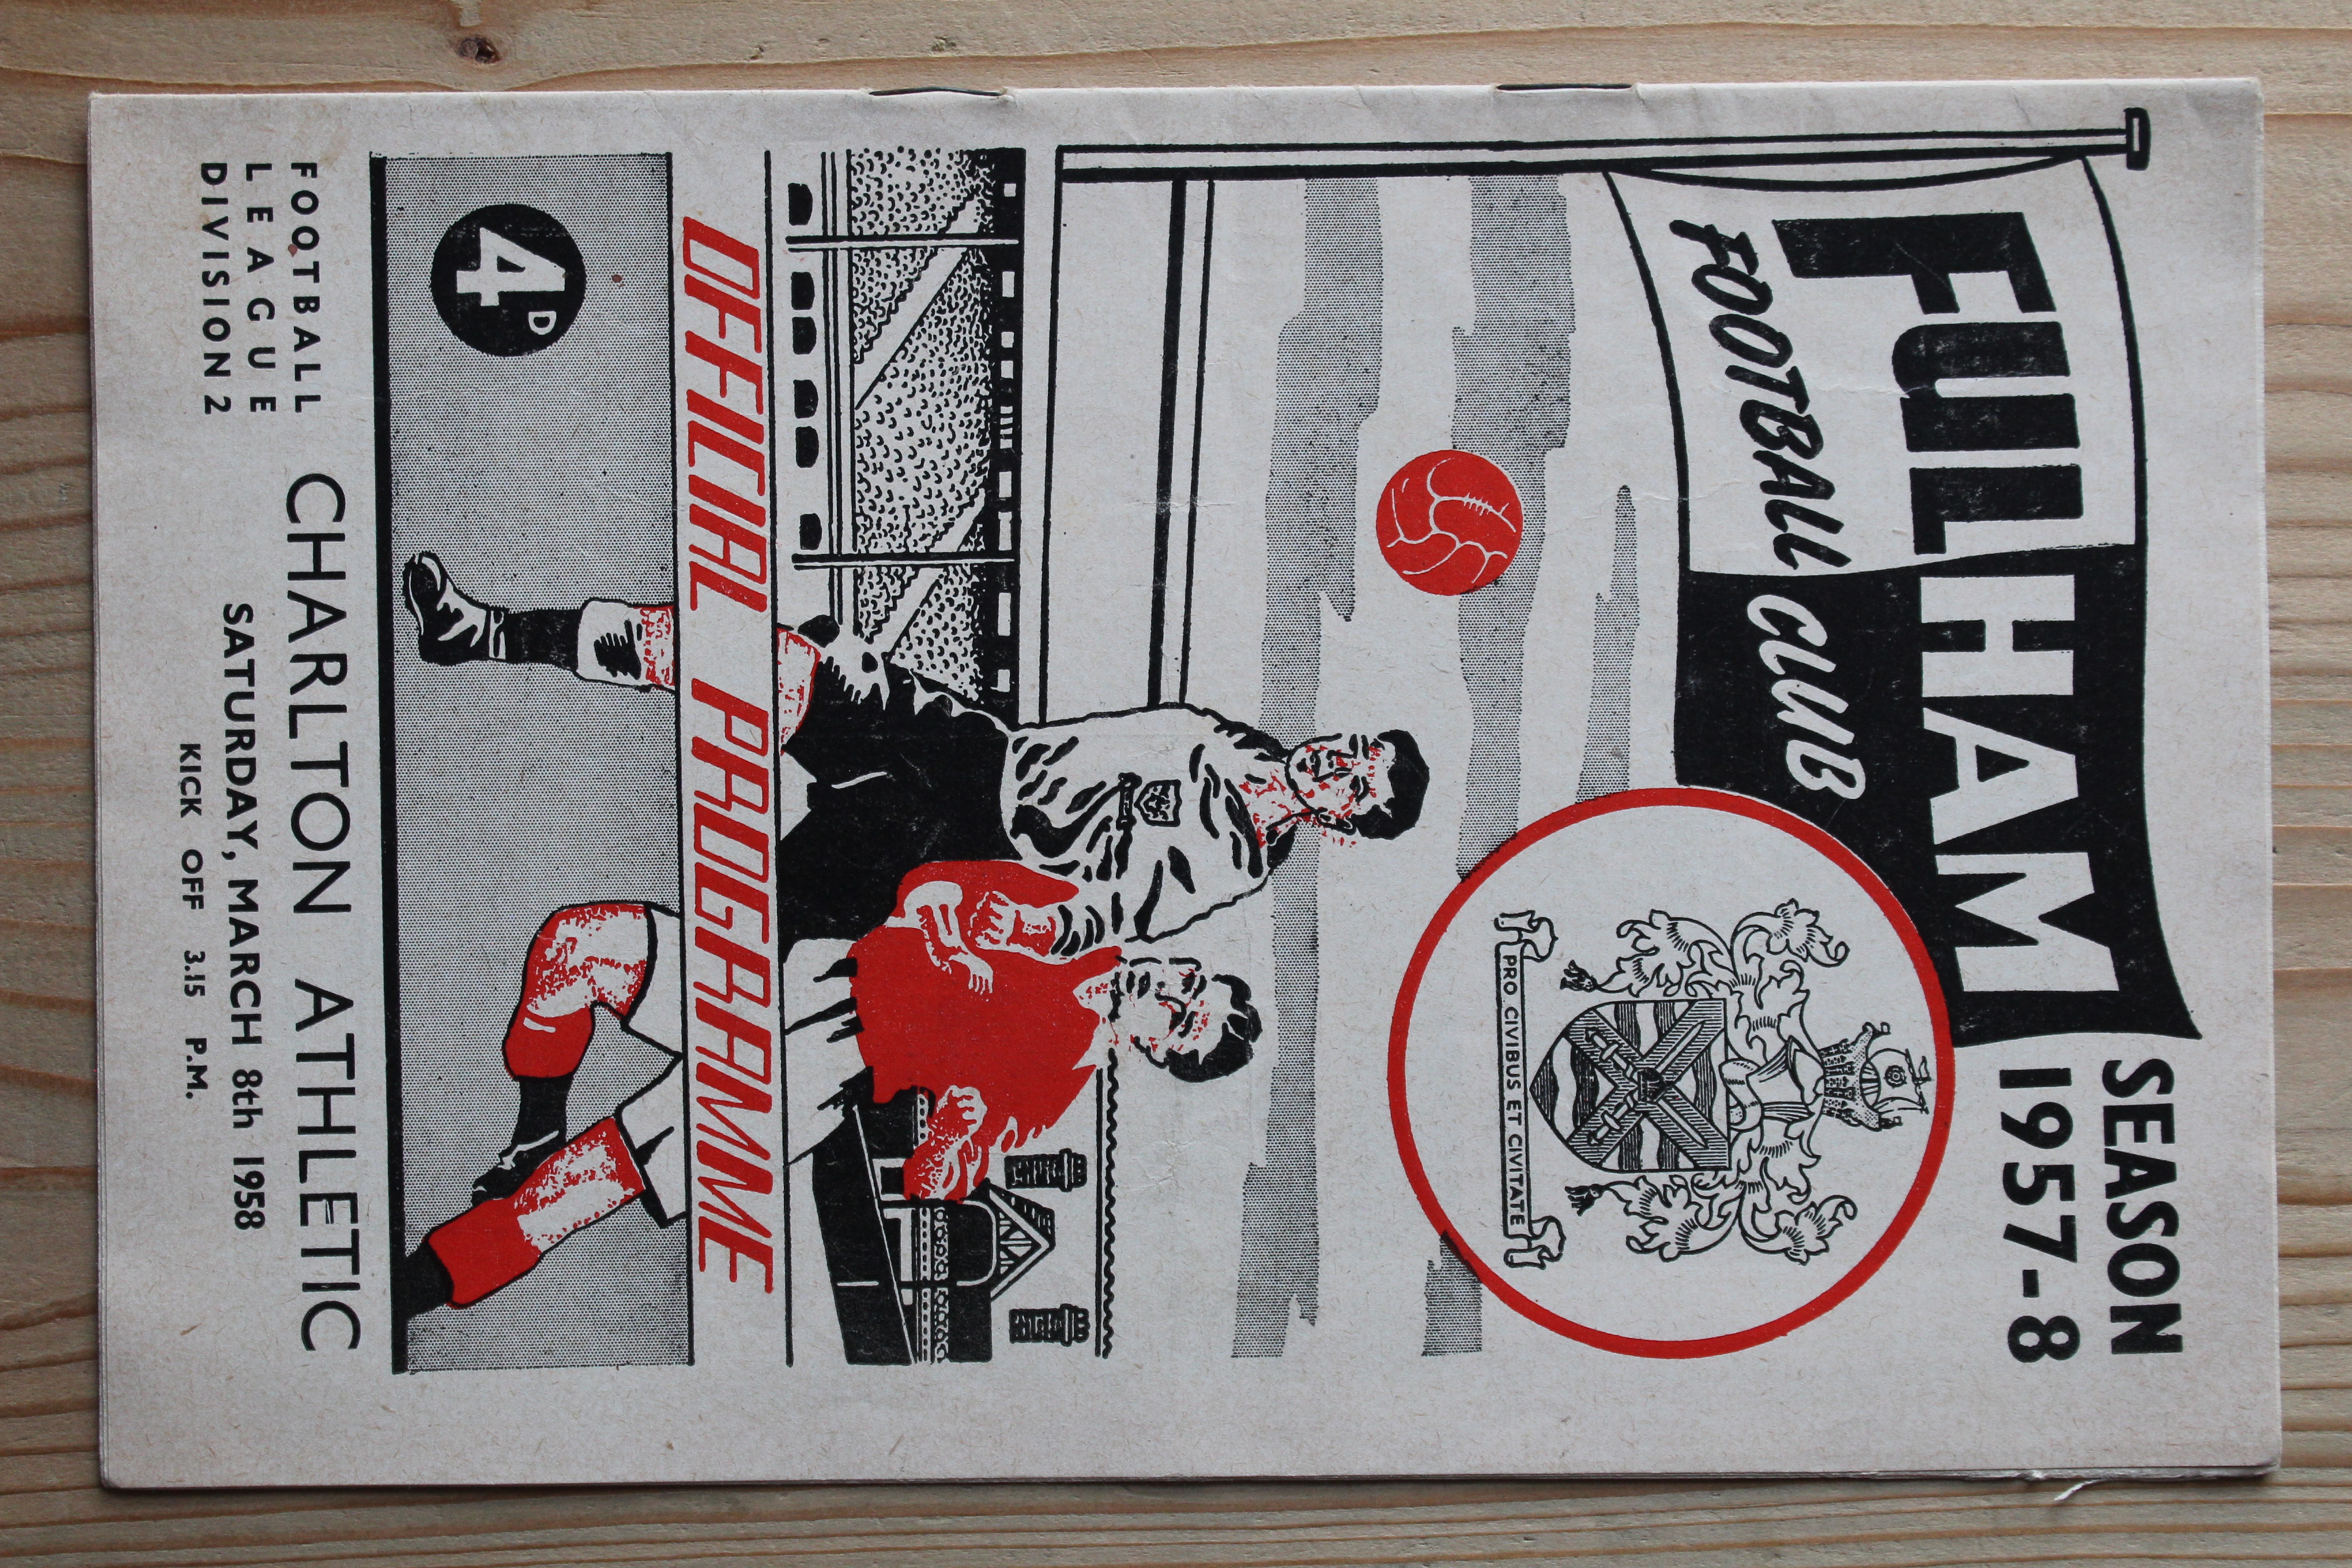 FULHAM
FOOTBALL CLUB
SEASON
1957-8
PRO CIVIBUS ET CIVITATE
OFFICIAL PROGRAMME
4D
FOOTBALL
LEAGUE
DIVISION 2
CHARLTON ATHLETIC
SATURDAY, MARCH 8th 1958
KICK OFF 3.15 P.M.